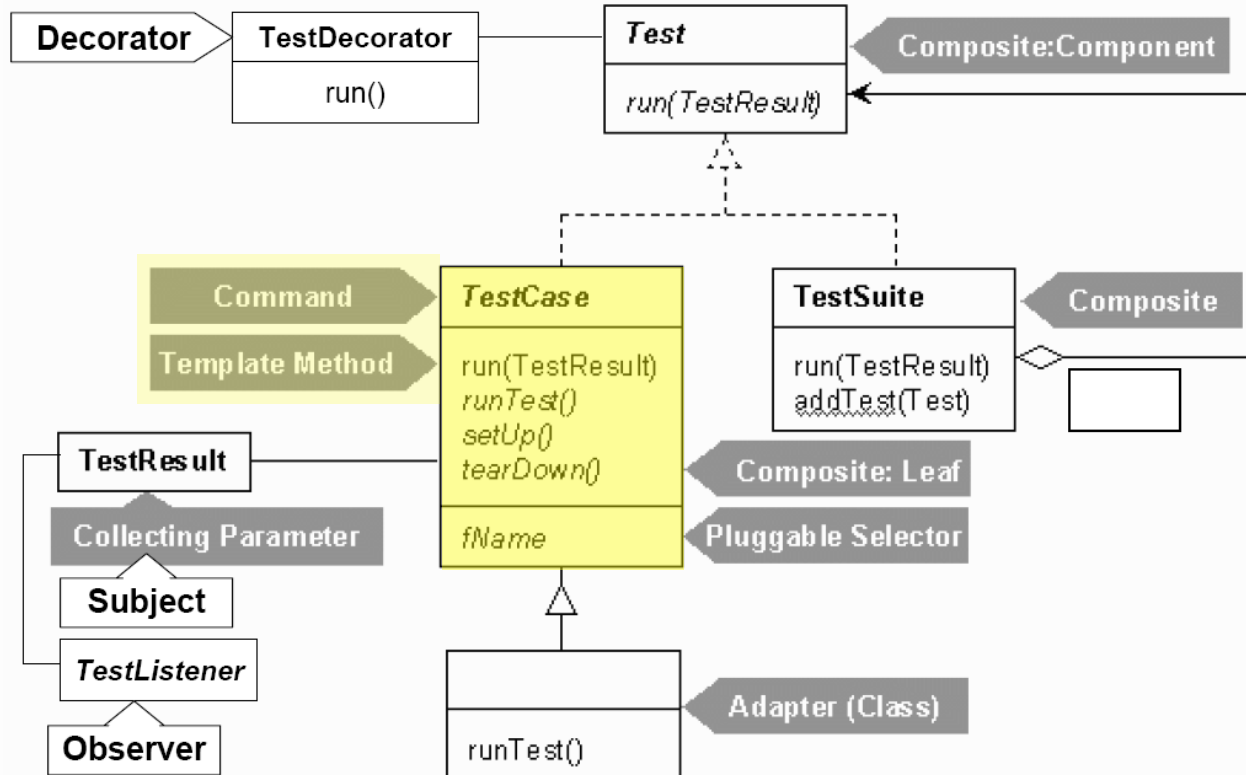 Decorator
TestDecorator
run()
Test
run(TestResult)
Composite:Component
Command
Template Method
TestCase
run(TestResult)
runTest()
setUp()
tearDown()
fName
TestSuite
run(TestResult)
addTest(Test)
Composite
Composite: Leaf
Pluggable Selector
TestResult
Collecting Parameter
Subject
TestListener
Observer
runTest()
Adapter (Class)